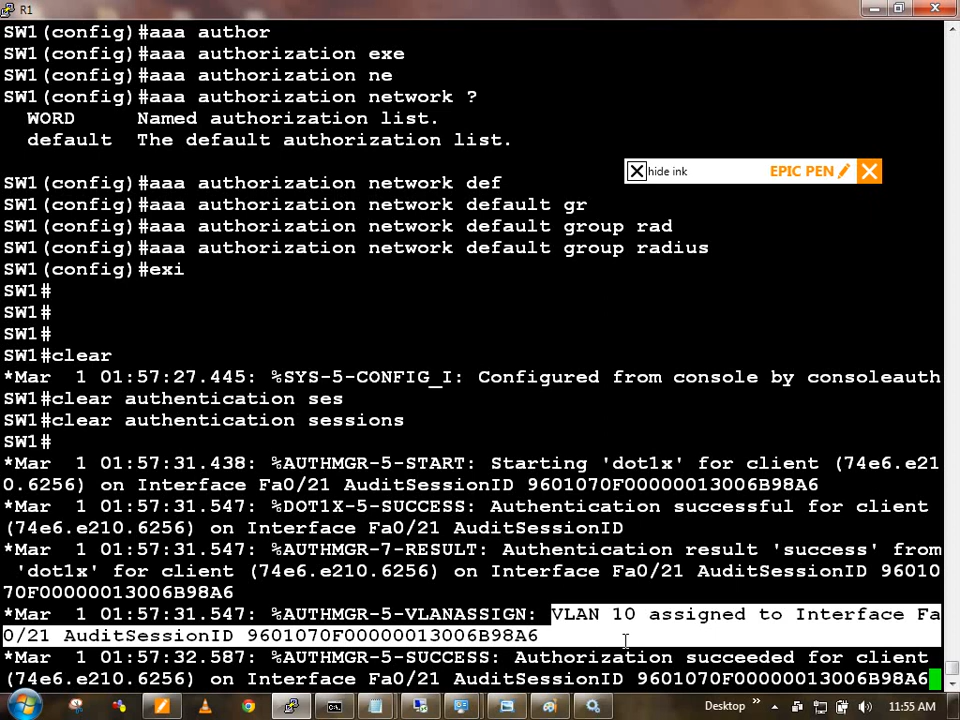 R1
SW1(config)#aaa author
SW1(config)#aaa authorization exe
SW1(config)#aaa authorization ne
SW1(config)#aaa authorization network ?
WORD Named authorization list.
default The default authorization list.
hide ink EPIC PEN
SW1(config)#aaa authorization network def
SW1(config)#aaa authorization network default gr
SW1(config)#aaa authorization network default group rad
SW1(config)#aaa authorization network default group radius
SW1(config)#exi
SW1#
SW1#
SW1#
SW1#clear
*Mar 1 01:57:27.445: %SYS-5-CONFIG_I: Configured from console by consoleauth
SW1#clear authentication ses
SW1#clear authentication sessions
SW1#
*Mar 1 01:57:31.438: %AUTHMGR-5-START: Starting 'dot1x' for client (74e6.e21
0.6256) on Interface Fa0/21 AuditSessionID 9601070F00000013006B98A6
*Mar 1 01:57:31.547: %DOT1X-5-SUCCESS: Authentication successful for client
(74e6.e210.6256) on Interface Fa0/21 AuditSessionID
*Mar 1 01:57:31.547: %AUTHMGR-7-RESULT: Authentication result 'success' from
'dot1x' for client (74e6.e210.6256) on Interface Fa0/21 AuditSessionID 96010
70F00000013006B98A6
*Mar 1 01:57:31.547: %AUTHMGR-5-VLANASSIGN: VLAN 10 assigned to Interface Fa
0/21 AuditSessionID 9601070F00000013006B98A6
*Mar 1 01:57:32.587: %AUTHMGR-5-SUCCESS: Authorization succeeded for client
(74e6.e210.6256) on Interface Fa0/21 AuditSessionID 9601070F00000013006B98A6
Desktop » 11:55 AM